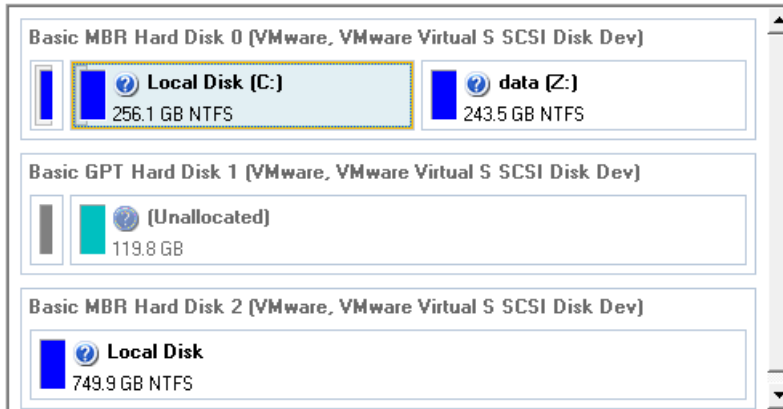 Basic MBR Hard Disk 0 (VMware, VMware Virtual S SCSI Disk Dev)
Local Disk (C:)
256.1 GB NTFS
data (Z:)
243.5 GB NTFS
Basic GPT Hard Disk 1 (VMware, VMware Virtual S SCSI Disk Dev)
(Unallocated)
119.8 GB
Basic MBR Hard Disk 2 (VMware, VMware Virtual S SCSI Disk Dev)
Local Disk
749.9 GB NTFS